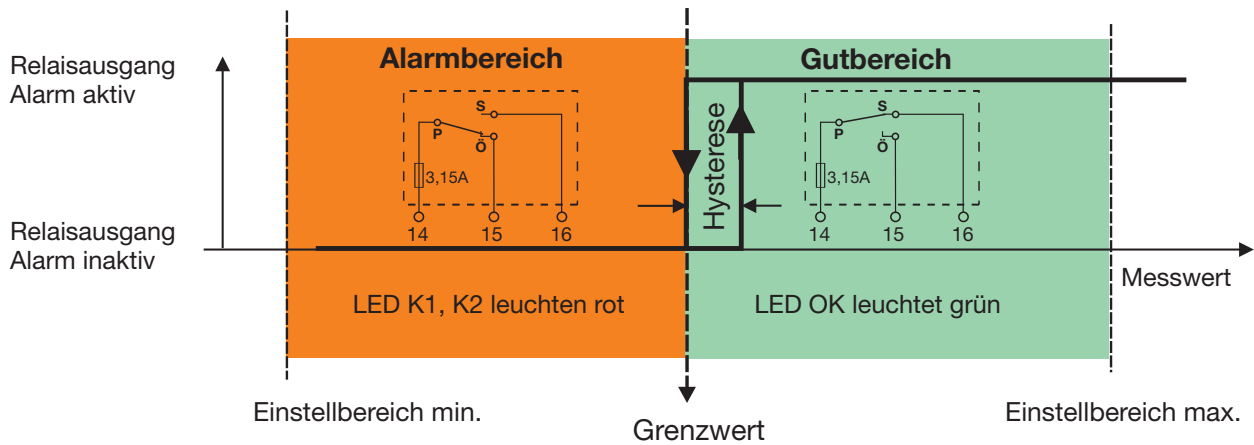 Relaisausgang
Alarm aktiv
Alarmbereich
Gutbereich
S
P
Ö
3,15A
14
15
16
Hysterese
S
P
Ö
3,15A
14
15
16
Relaisausgang
Alarm inaktiv
Messwert
LED K1, K2 leuchten rot
LED OK leuchtet grün
Einstellbereich min.
Grenzwert
Einstellbereich max.